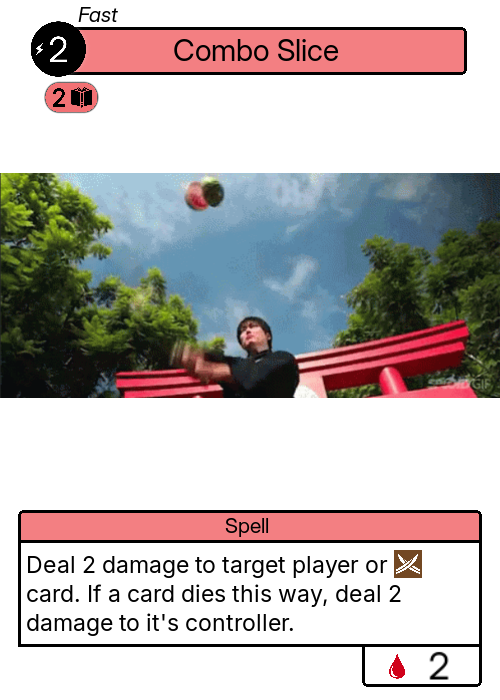 Fast
2
Combo Slice
2
Spell
Deal 2 damage to target player or
card. If a card dies this way, deal 2
damage to it's controller.
2